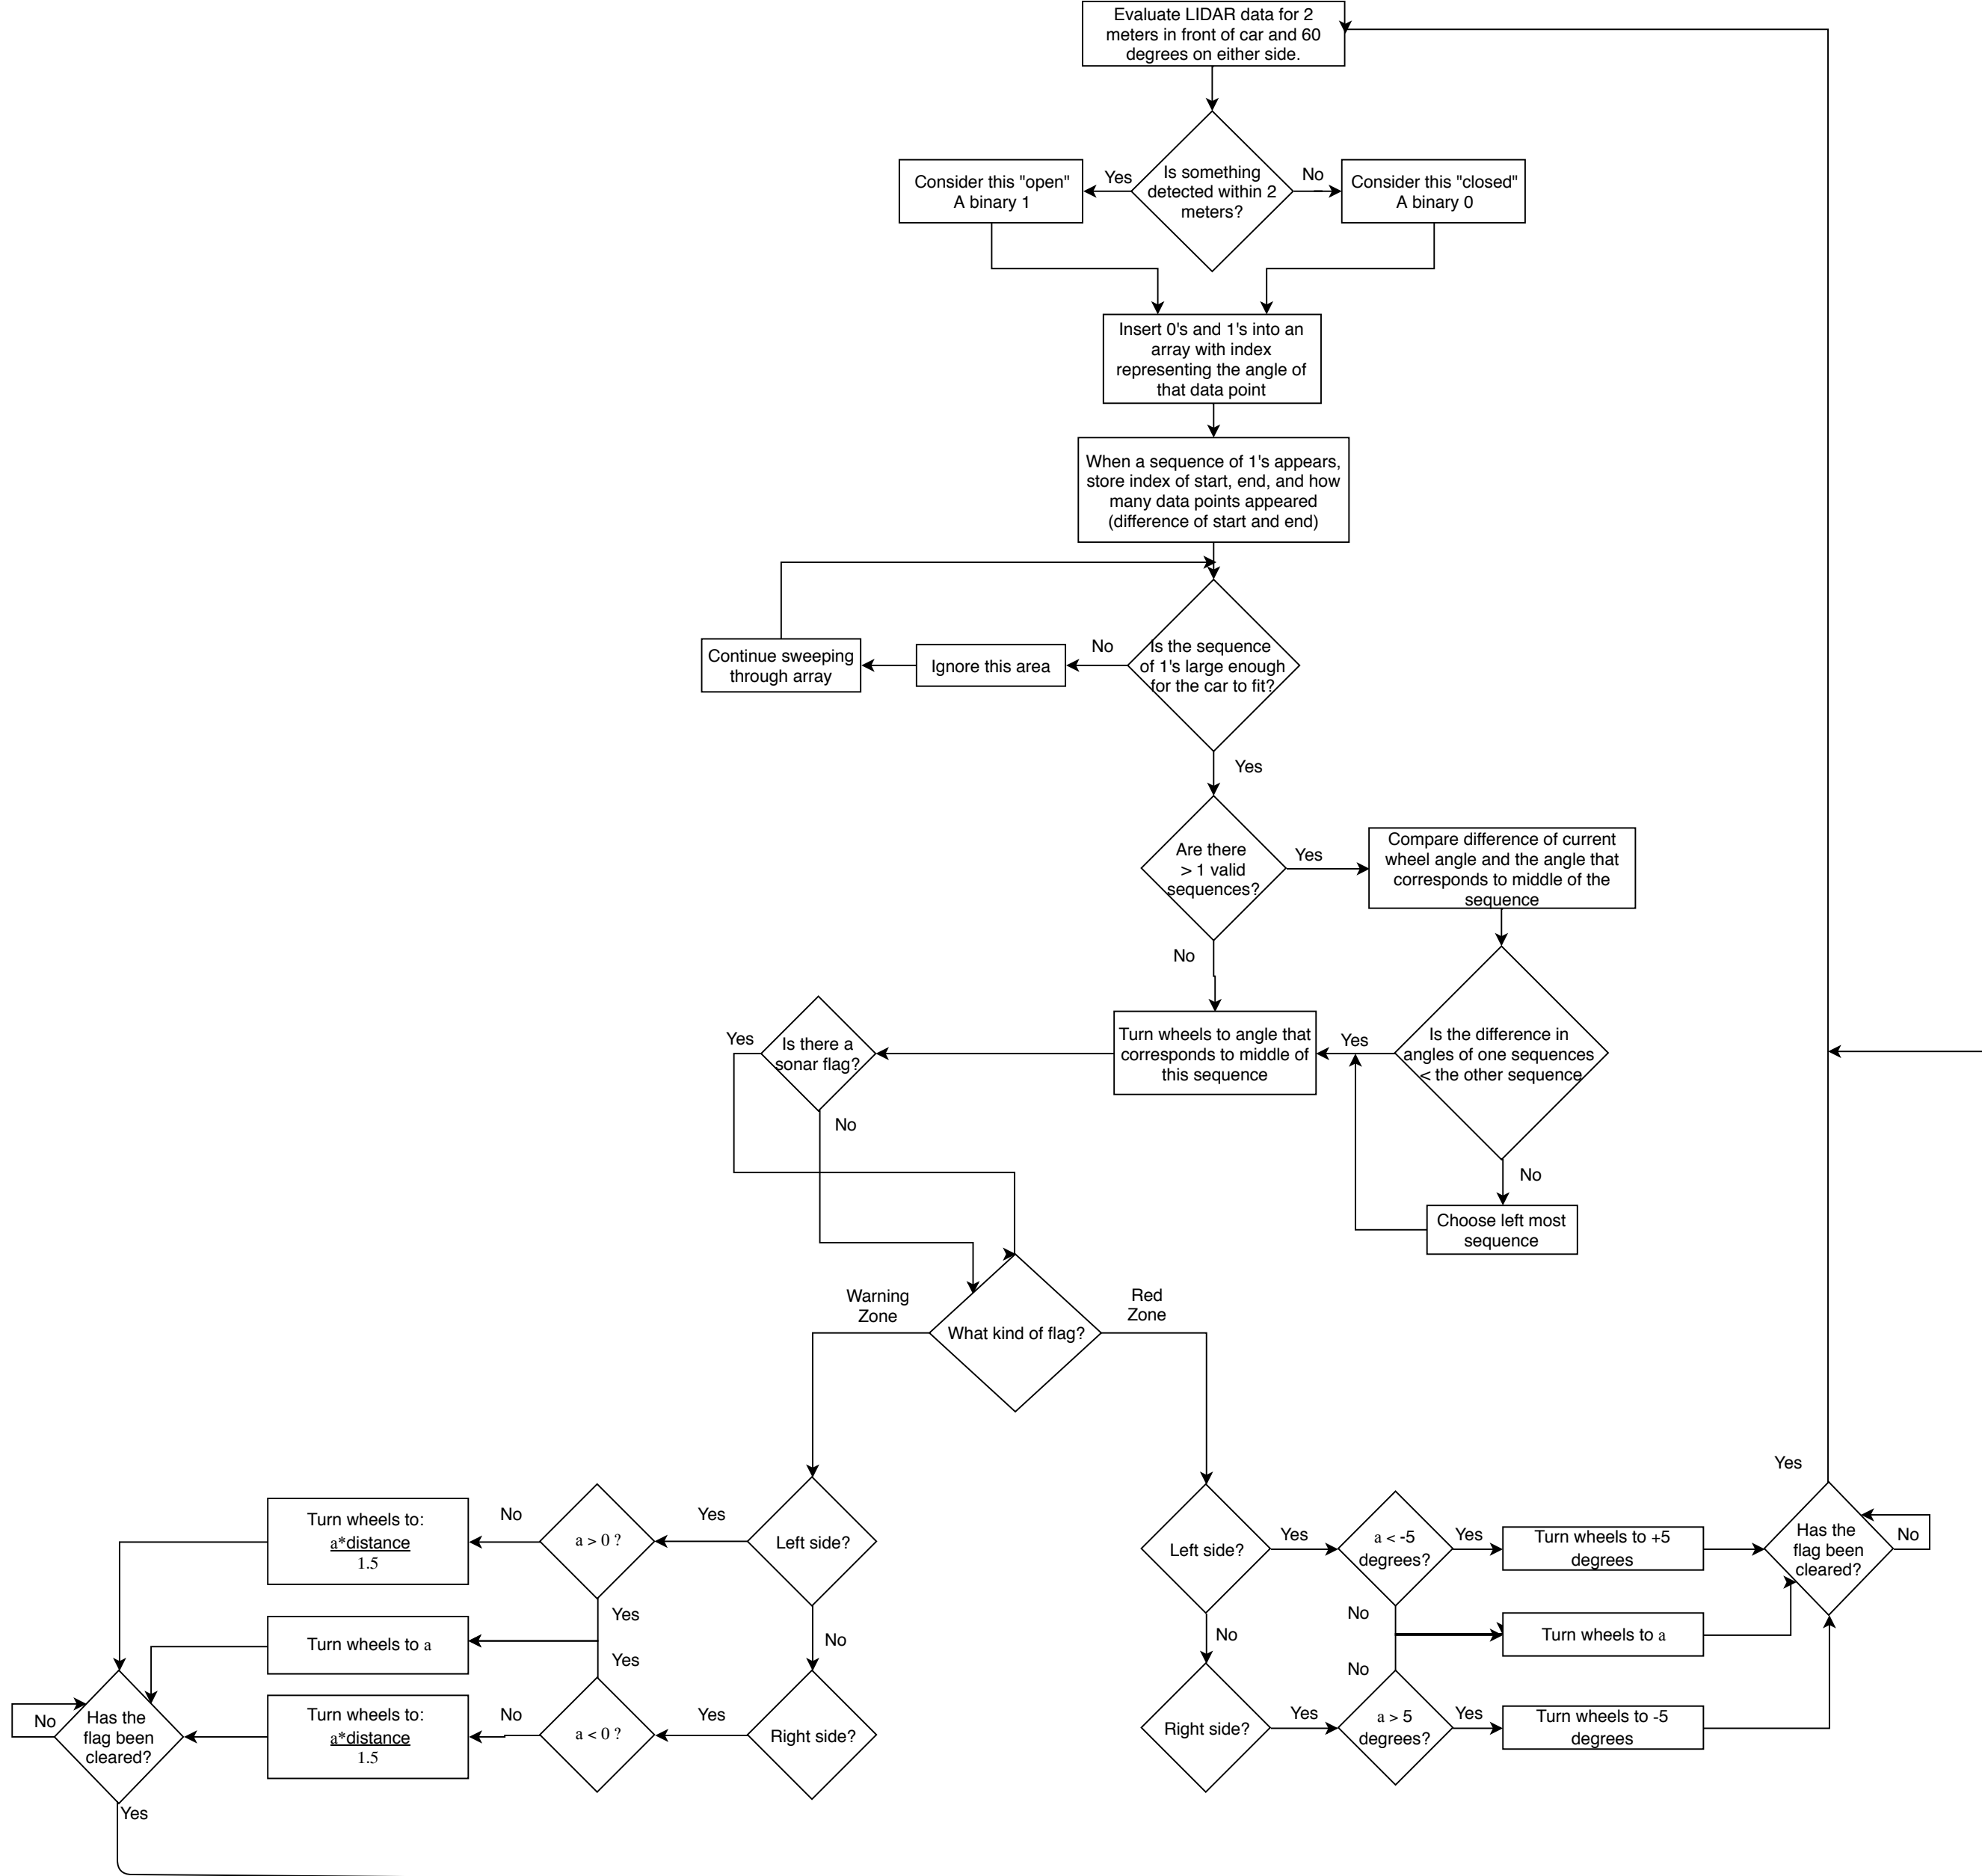 Evaluate LIDAR data for 2
meters in front of car and 60
degrees on either side.
Is something
detected within 2
meters?
Yes
No
Consider this "open"
A binary 1
Consider this "closed"
A binary 0
Insert 0's and 1's into an
array with index
representing the angle of
that data point
When a sequence of 1's appears,
store index of start, end, and how
many data points appeared
(difference of start and end)
Is the sequence
of 1's large enough
for the car to fit?
No
Ignore this area
Continue sweeping
through array
Yes
Are there
> 1 valid
sequences?
Yes
Compare difference of current
wheel angle and the angle that
corresponds to middle of the
sequence
No
Is the difference in
angles of one sequences
< the other sequence
Yes
Turn wheels to angle that
corresponds to middle of
this sequence
No
Choose left most
sequence
Is there a
sonar flag?
Yes
No
What kind of flag?
Warning
Zone
Red
Zone
Left side?
Yes
a > 0 ?
No
Turn wheels to:
a*distance
1.5
Yes
Turn wheels to a
Yes
No
Right side?
Yes
a < 0 ?
No
Turn wheels to:
a*distance
1.5
Has the
flag been
cleared?
No
Yes
Left side?
Yes
a < -5
degrees?
Yes
Turn wheels to +5
degrees
No
Turn wheels to a
No
No
Right side?
Yes
a > 5
degrees?
Yes
Turn wheels to -5
degrees
Has the
flag been
cleared?
No
Yes